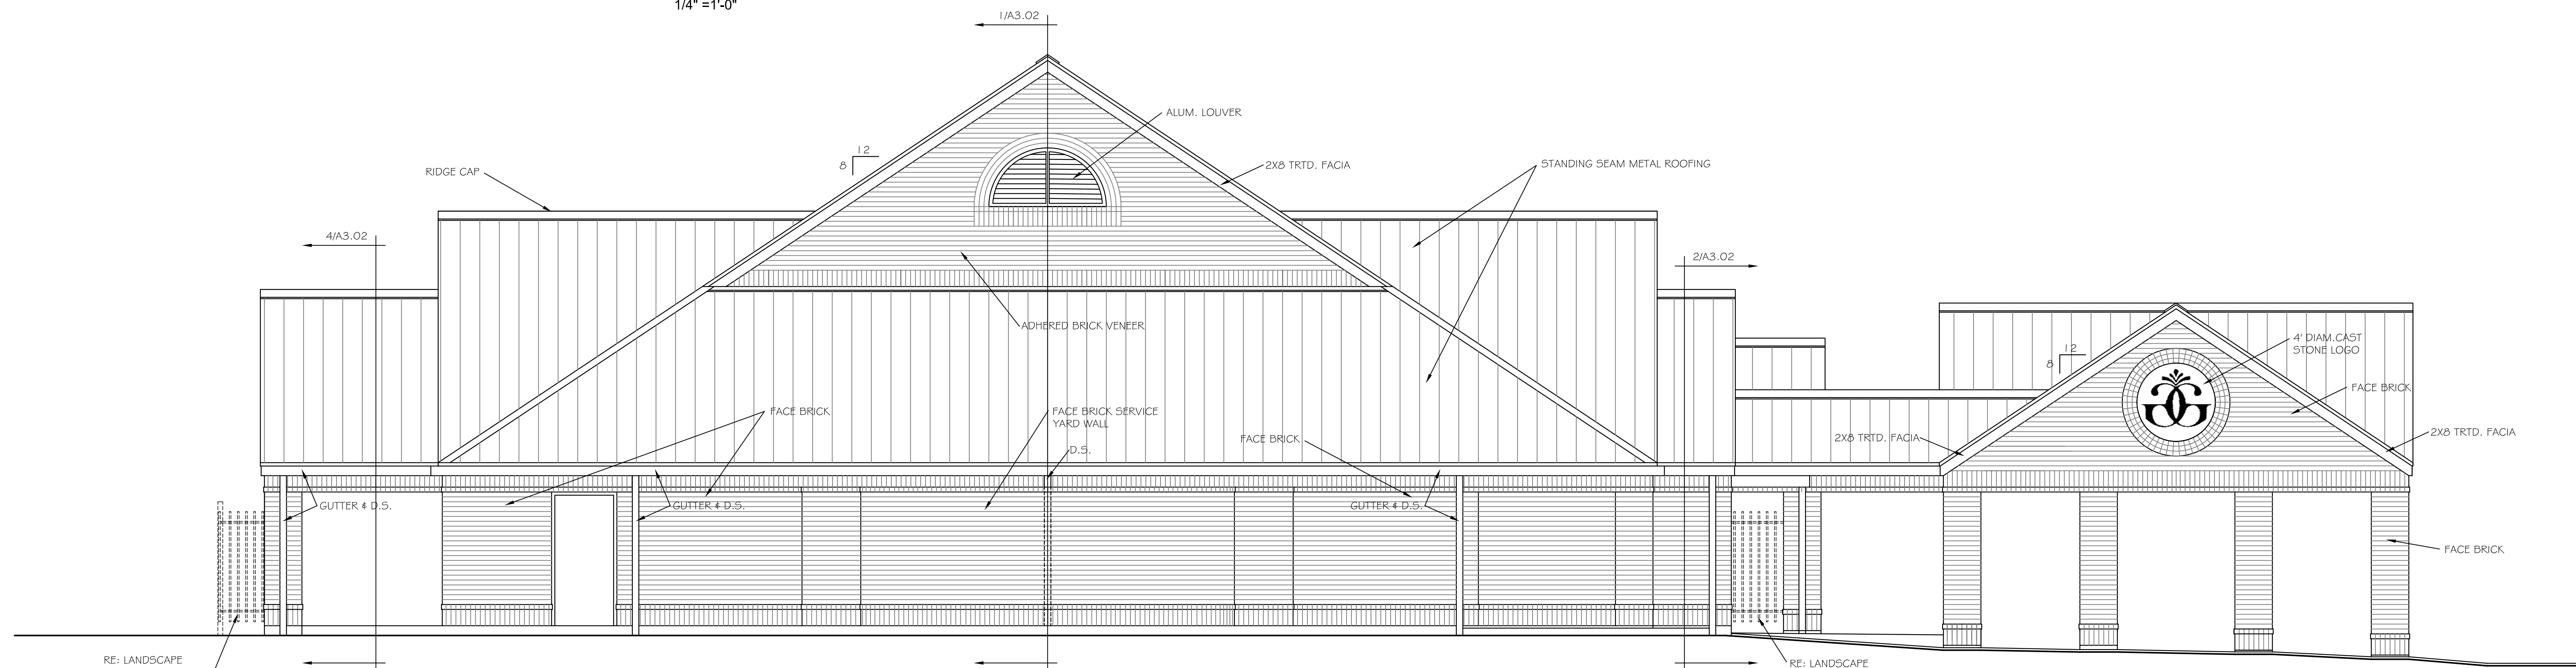 1/4" =1'-0"
1/A3.02
ALUM. LOUVER
12
8
2X8 TRTD. FACIA
STANDING SEAM METAL ROOFING
RIDGE CAP
4/A3.02
2/A3.02
ADHERED BRICK VENEER
4' DIAM.CAST
STONE LOGO
12
8
FACE BRICK
FACE BRICK
FACE BRICK SERVICE
YARD WALL
FACE BRICK
D.S.
2X8 TRTD. FACIA
2X8 TRTD. FACIA
GUTTER & D.S.
GUTTER & D.S.
GUTTER & D.S.
FACE BRICK
RE: LANDSCAPE
RE: LANDSCAPE